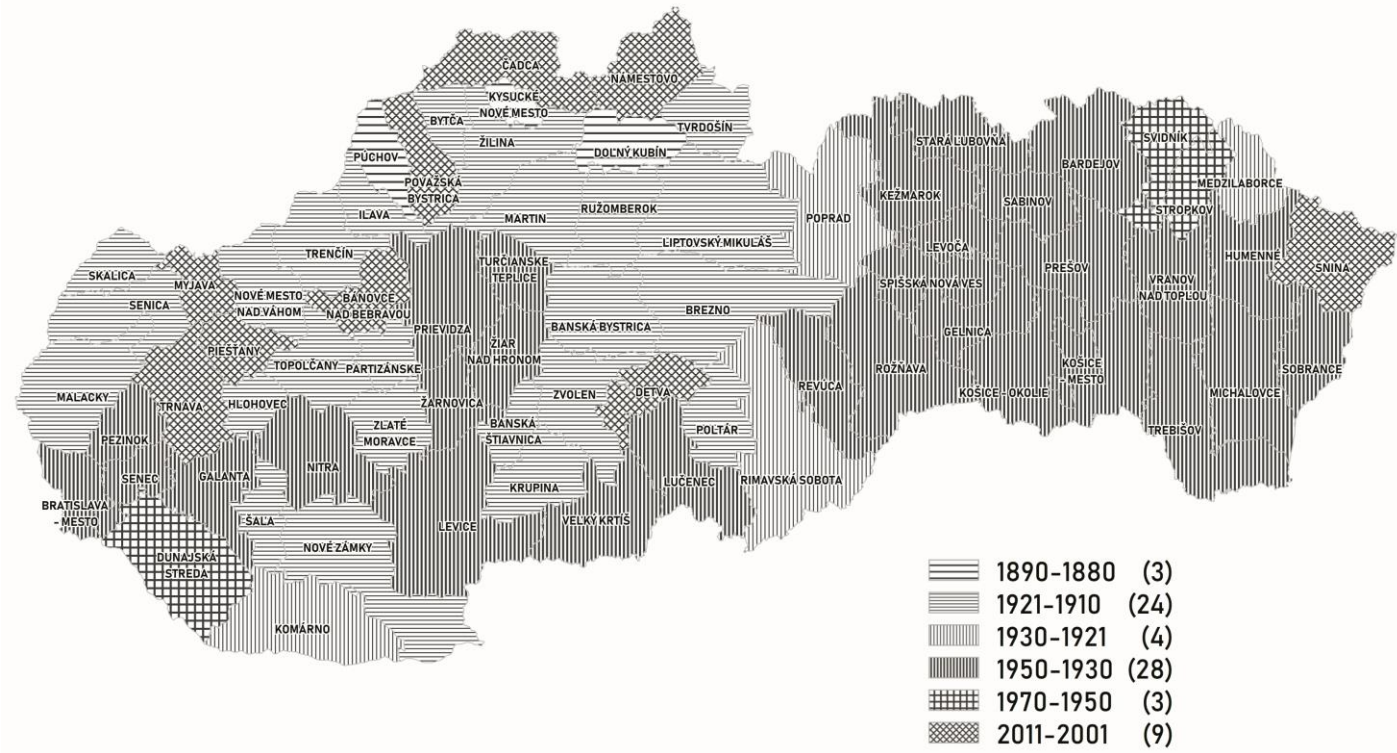 ČADCA
NÁMESTOVO
KYSUCKÉ
NOVÉ MESTO
BYTČA
TVRDOŠÍN
ŽILINA
DOĽNÝ KUBÍN
PÚCHOV
POVAŽSKÁ
BYSTRICA
SVIDNÍK
STARÁ ĽUBOVŇA
BARDEJOV
MEDZILABORCE
KEŽMAROK
SABINOV
STROPKOV
ILAVA
MARTIN
RUŽOMBEROK
POPRAD
LIPTOVSKÝ MIKULÁŠ
LEVOČA
TRENČÍN
TURČIANSKE
TEPLICE
PREŠOV
HUMENNÉ
SNINA
SKALICA
MYJAVA
SPIŠSKÁ NOVÁ VES
VRANOV
NAD TOPĽOU
SENICA
NOVÉ MESTO
NAD VÁHOM
BÁNOVCE
NAD BEBRAVOU
BREZNO
PRIEVIDZA
BANSKÁ BYSTRICA
GELNICA
PIEŠŤANY
ŽIAR
NAD HRONOM
TOPOĽČANY
PARTIZÁNSKE
KOŠICE
- MESTO
ROŽŇAVA
SOBRANCE
REVÚCA
MALACKY
TRNAVA
HLOHOVEC
ŽARNOVICA
ZVOLEN
DETVA
KOŠICE - OKOLIE
MICHALOVCE
ZLATÉ
MORAVCE
BANSKÁ
ŠTIAVNICA
POLTÁR
TREBIŠOV
PEZINOK
SENEC
GALANTA
NITRA
KRUPINA
LUČENEC
RIMAVSKÁ SOBOTA
BRATISLAVA
- MESTO
ŠAĽA
LEVICE
VEĽKÝ KRTÍŠ
DUNAJSKÁ
STREDA
NOVÉ ZÁMKY
KOMÁRNO
1890-1880 (3)
1921-1910 (24)
1930-1921 (4)
1950-1930 (28)
1970-1950 (3)
2011-2001 (9)